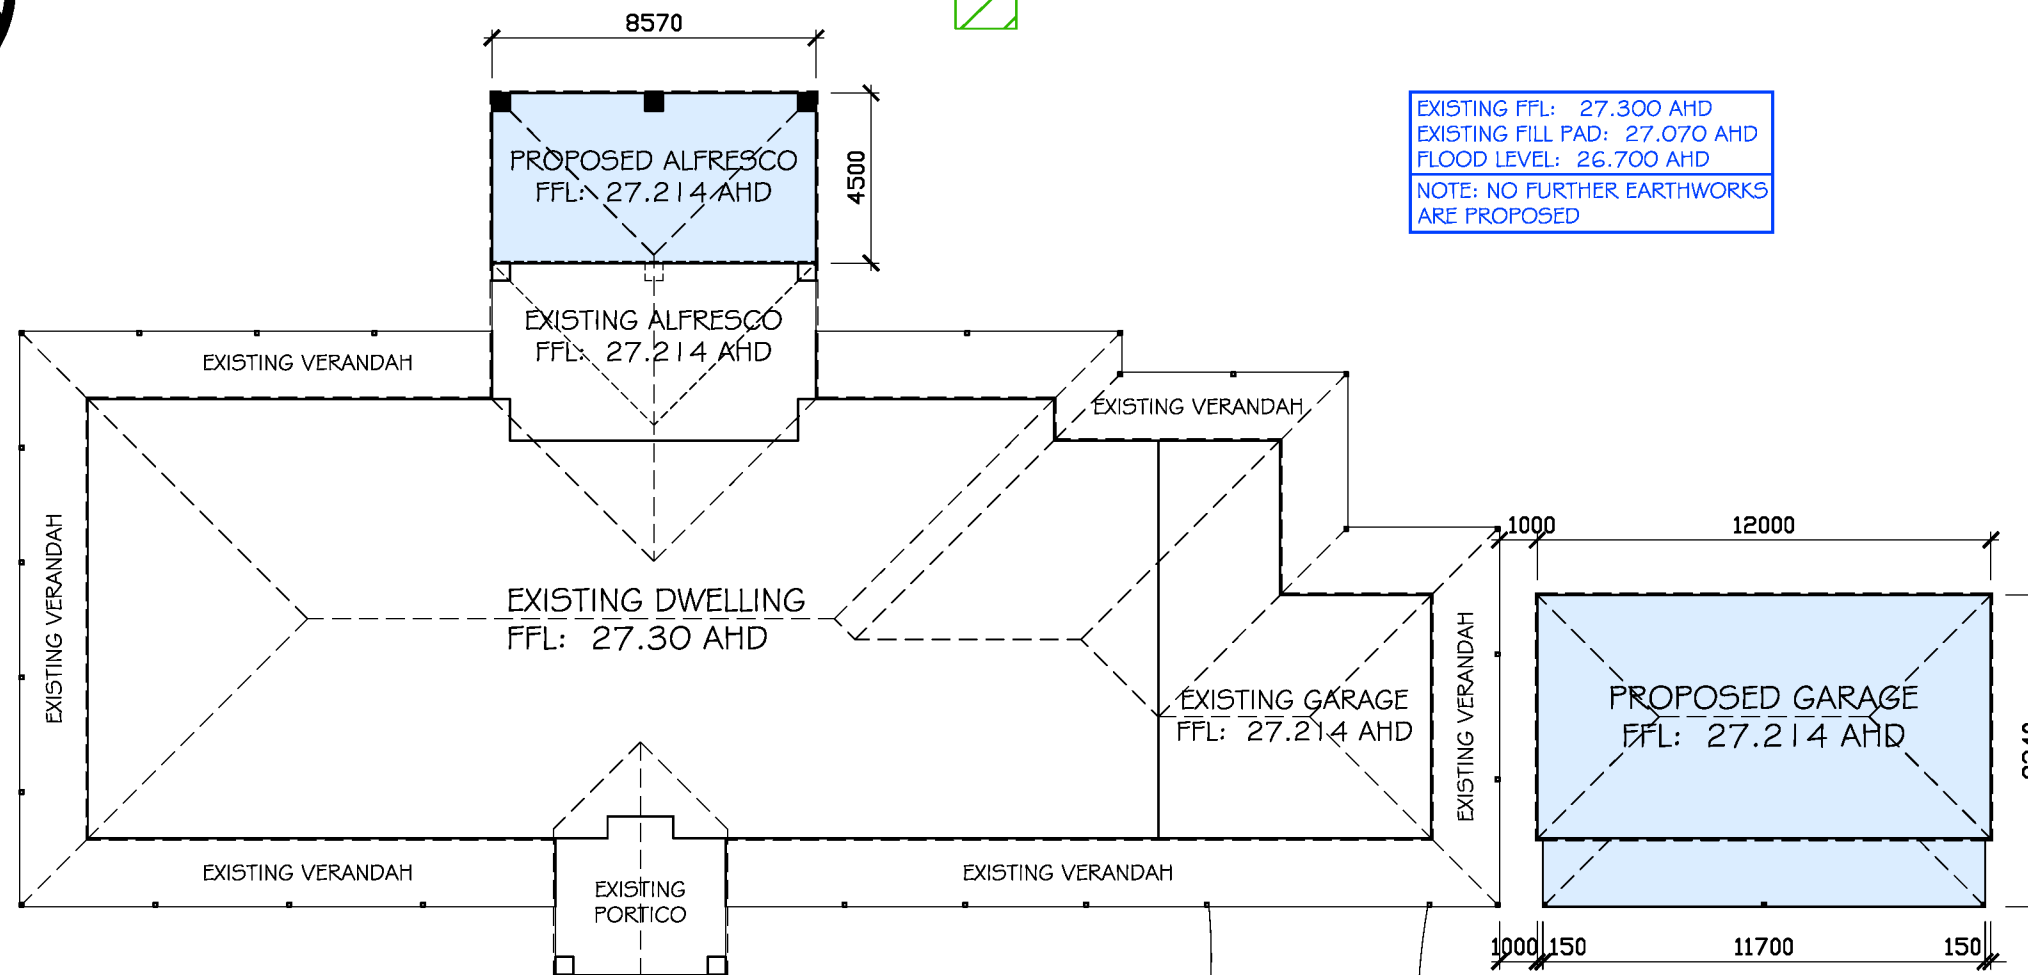 8570
EXISTING FFL: 27.300 AHD
EXISTING FILL PAD: 27.070 AHD
FLOOD LEVEL: 26.700 AHD
NOTE: NO FURTHER EARTHWORKS
ARE PROPOSED
PROPOSED ALFRESCO
FFL: 27.214 AHD
4500
EXISTING ALFRESCO
FFL: 27.214 AHD
EXISTING VERANDAH
EXISTING VERANDAH
EXISTING VERANDAH
1000
12000
EXISTING DWELLING
FFL: 27.30 AHD
EXISTING GARAGE
FFL: 27.214 AHD
EXISTING VERANDAH
PROPOSED GARAGE
FFL: 27.214 AHD
EXISTING VERANDAH
EXISTING
PORTICO
EXISTING VERANDAH
1000
150
11700
150